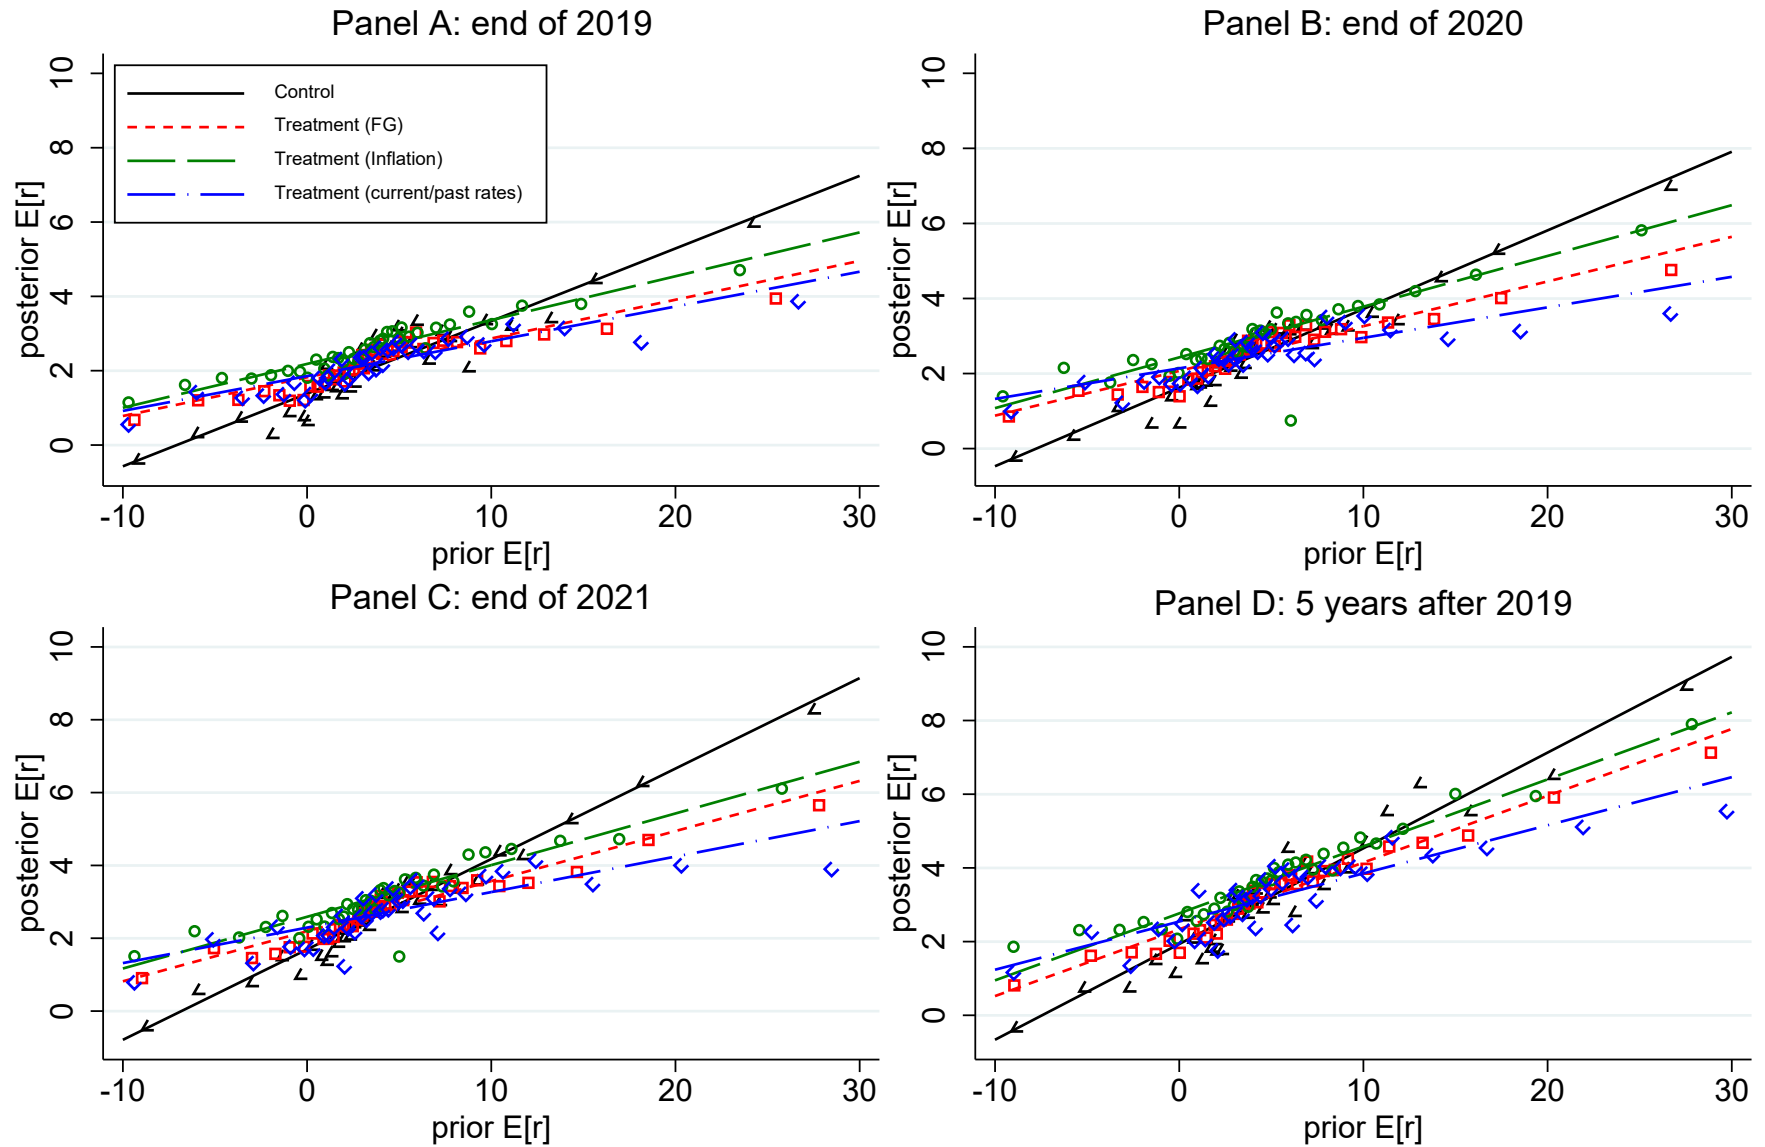 Panel A: end of 2019
posterior E[r]
10
8
6
4
2
0
Control
Treatment (FG)
Treatment (Inflation)
Treatment (current/past rates)
-10 0 10 20 30
prior E[r]
Panel B: end of 2020
posterior E[r]
10
8
6
4
2
0
-10 0 10 20 30
prior E[r]
Panel C: end of 2021
posterior E[r]
10
8
6
4
2
0
-10 0 10 20 30
prior E[r]
Panel D: 5 years after 2019
posterior E[r]
10
8
6
4
2
0
-10 0 10 20 30
prior E[r]